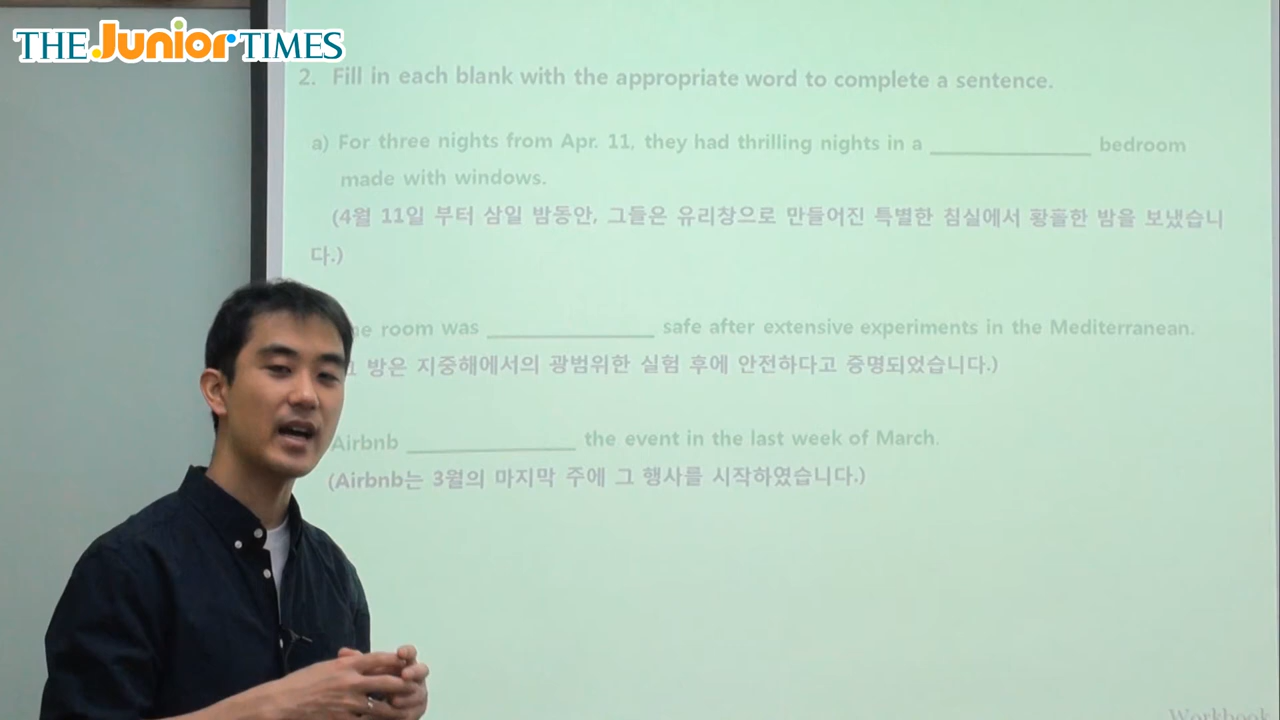 THE Junior TIMES
2. Fill in each blank with the appropriate word to complete a sentence.
a) For three nights from Apr. 11, they had thrilling nights in a ______ bedroom
made with windows.
(4월 11일 부터 삼일 밤동안, 그들은 유리창으로 만들어진 특별한 침실에서 황홀한 밤을 보냈습니
다.)
room was ______ safe after extensive experiments in the Mediterranean.
방은 지중해에서의 광범위한 실험 후에 안전하다고 증명되었습니다.)
Airbnb ______ the event in the last week of March.
(Airbnb는 3월의 마지막 주에 그 행사를 시작하였습니다.)
Workbook